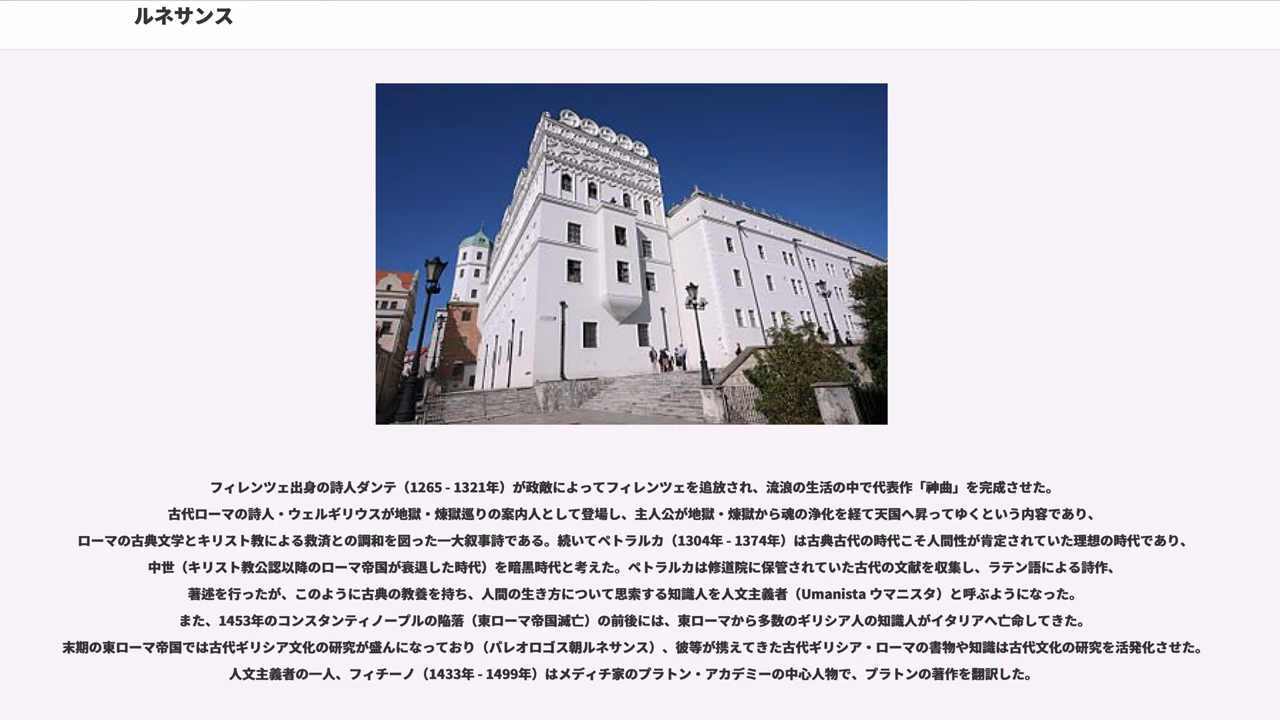 ルネサンス
フィレンツェ出身の詩人ダンテ（1265 - 1321年）が政敵によってフィレンツェを追放され、流浪の生活の中で代表作「神曲」を完成させた。
古代ローマの詩人・ウェルギリウスが地獄・煉獄巡りの案内人として登場し、主人公が地獄・煉獄から魂の浄化を経て天国へ昇ってゆくという内容であり、
ローマの古典文学とキリスト教による救済との調和を図った一大叙事詩である。続いてペトラルカ（1304年 - 1374年）は古典古代の時代こそ人間性が肯定されていた理想の時代であり、
中世（キリスト教公認以降のローマ帝国が衰退した時代）を暗黒時代と考えた。ペトラルカは修道院に保管されていた古代の文献を収集し、ラテン語による詩作、
著述を行ったが、このように古典の教養を持ち、人間の生き方について思索する知識人を人文主義者（Umanista ウマニスタ）と呼ぶようになった。
また、1453年のコンスタンティノープルの陥落（東ローマ帝国滅亡）の前後には、東ローマから多数のギリシア人の知識人がイタリアへ亡命してきた。
末期の東ローマ帝国では古代ギリシア文化の研究が盛んになっており（パレオロゴス朝ルネサンス）、彼等が携えてきた古代ギリシア・ローマの書物や知識は古代文化の研究を活発化させた。
人文主義者の一人、フィチーノ（1433年 - 1499年）はメディチ家のプラトン・アカデミーの中心人物で、プラトンの著作を翻訳した。